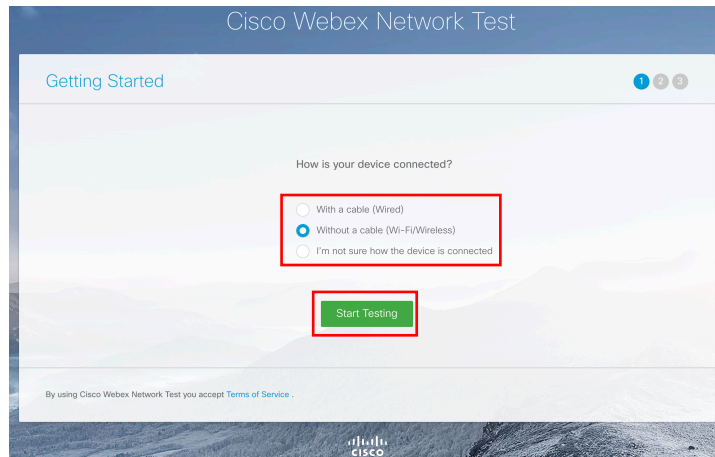 Cisco Webex Network Test
Getting Started
1 2 3
How is your device connected?
With a cable (Wired)
Without a cable (Wi-Fi/Wireless)
I'm not sure how the device is connected
Start Testing
By using Cisco Webex Network Test you accept Terms of Service .
CISCO